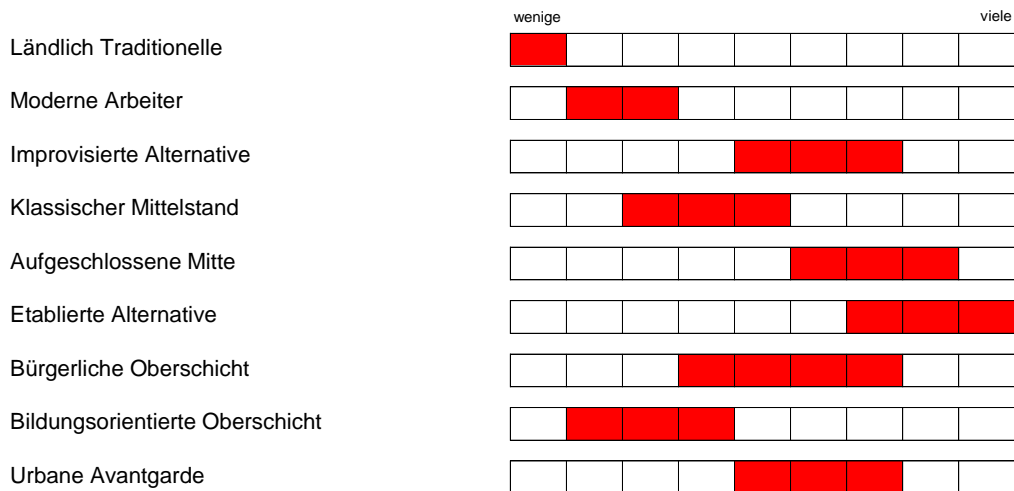 wenige viele
Ländlich Traditionelle
Moderne Arbeiter
Improvisierte Alternative
Klassischer Mittelstand
Aufgeschlossene Mitte
Etablierte Alternative
Bürgerliche Oberschicht
Bildungsorientierte Oberschicht
Urbane Avantgarde